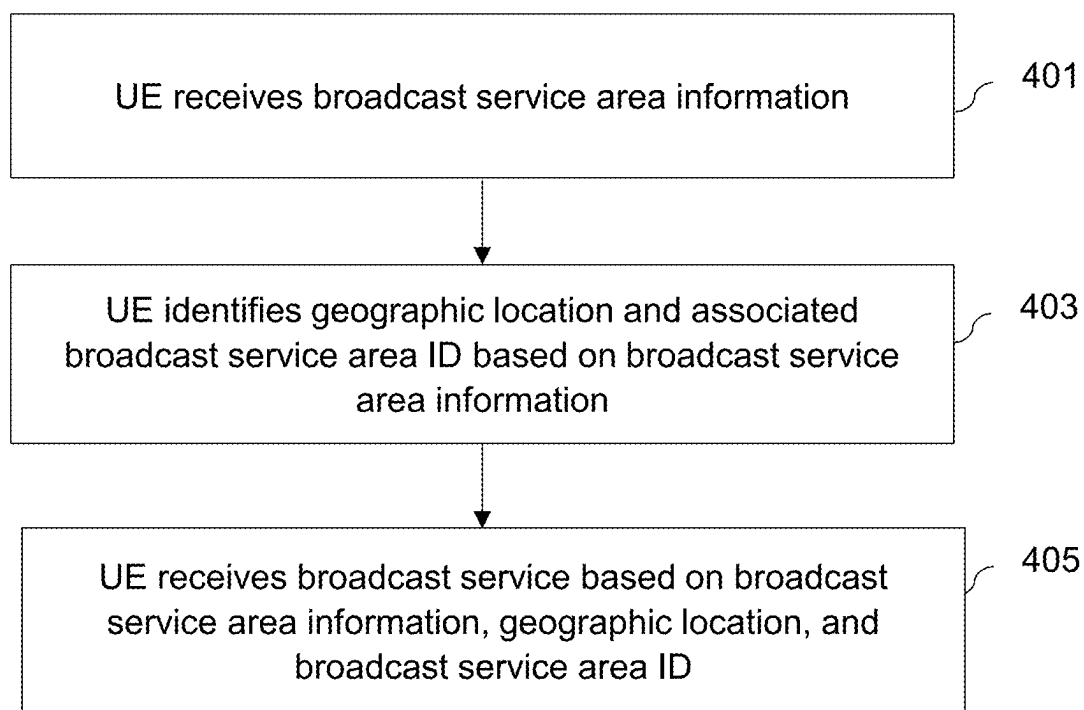 UE receives broadcast service area information
401
UE identifies geographic location and associated
broadcast service area ID based on broadcast service
area information
403
UE receives broadcast service based on broadcast
service area information, geographic location, and
broadcast service area ID
405